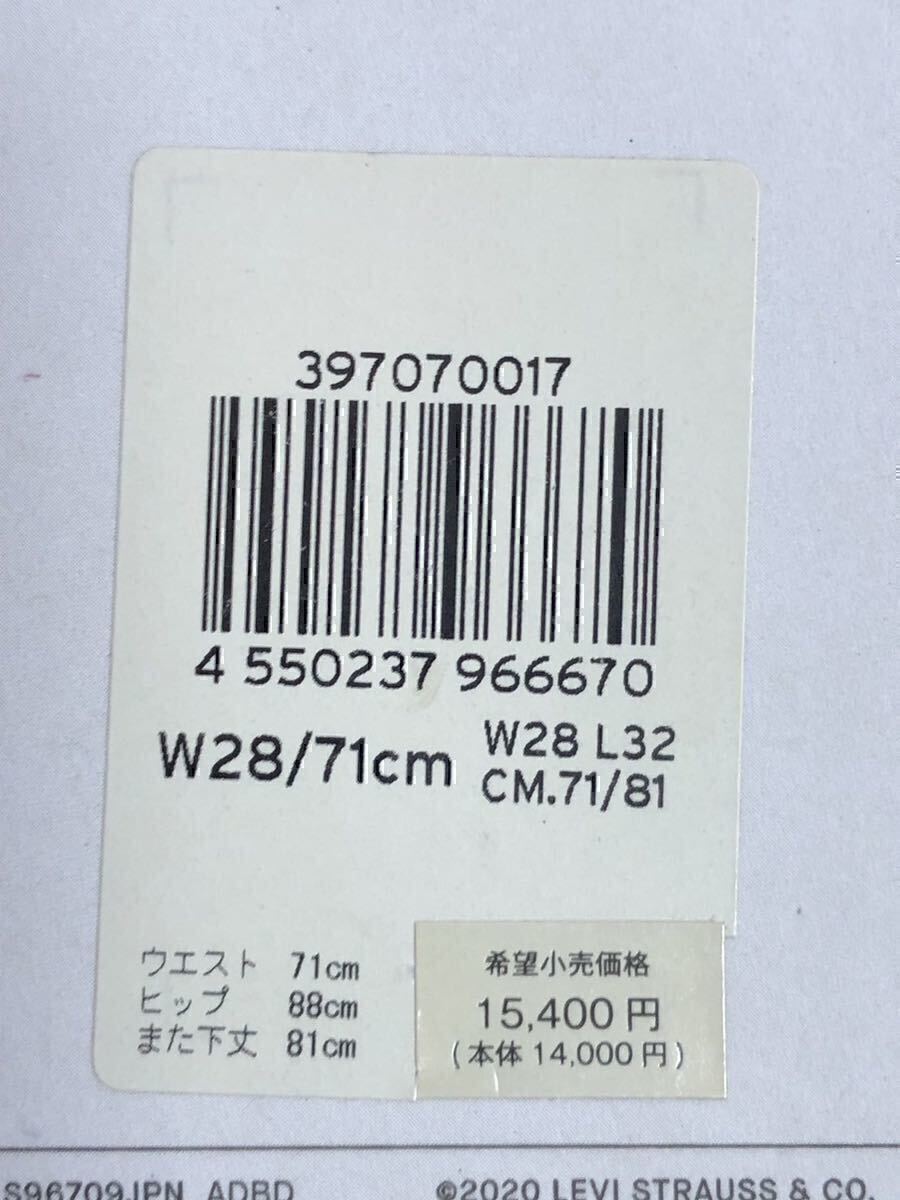 397070017
4 550237 966670
W28/71cm
W28 L32
CM.71/81
ウエスト 71cm
ヒップ 88cm
また下丈 81cm
希望小売価格
15,400 円
( 本体 14,000 円 )
S96709JPN ADBD
©2020 LEVI STRAUSS & CO.